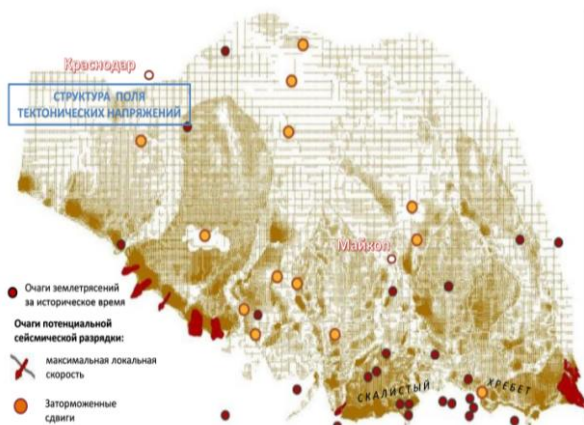 Краснодар
СТРУКТУРА ПОЛЯ
ТЕКТОНИЧЕСКИХ НАПРЯЖЕНИЙ
Майкоп
Очаги землетрясений
за историческое время
Очаги потенциальной
сейсмической разрядки:
максимальная локальная
скорость
Заторможенные
сдвиги
СКАЛИСТЫЙ ХРЕБЕТ